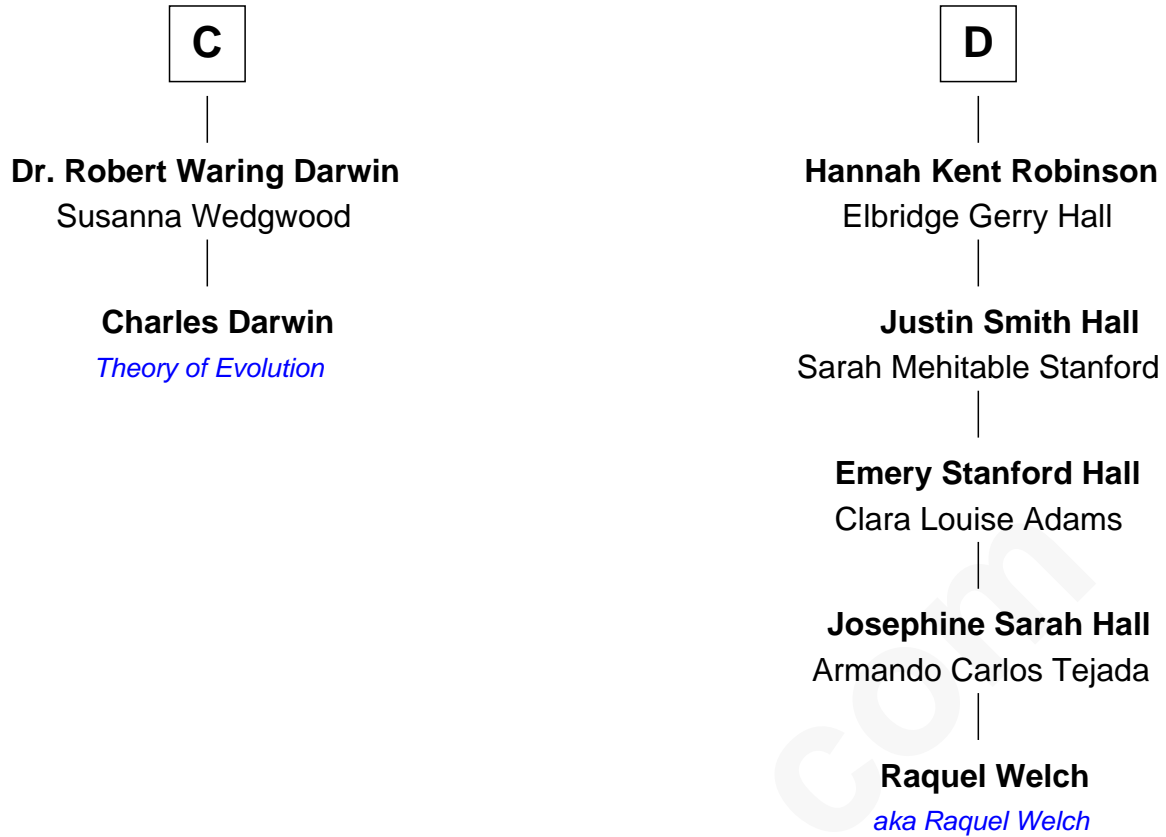 C
Dr. Robert Waring Darwin
Susanna Wedgwood
Charles Darwin
Theory of Evolution
D
Hannah Kent Robinson
Elbridge Gerry Hall
Justin Smith Hall
Sarah Mehitable Stanford
Emery Stanford Hall
Clara Louise Adams
Josephine Sarah Hall
Armando Carlos Tejada
Raquel Welch
aka Raquel Welch
com